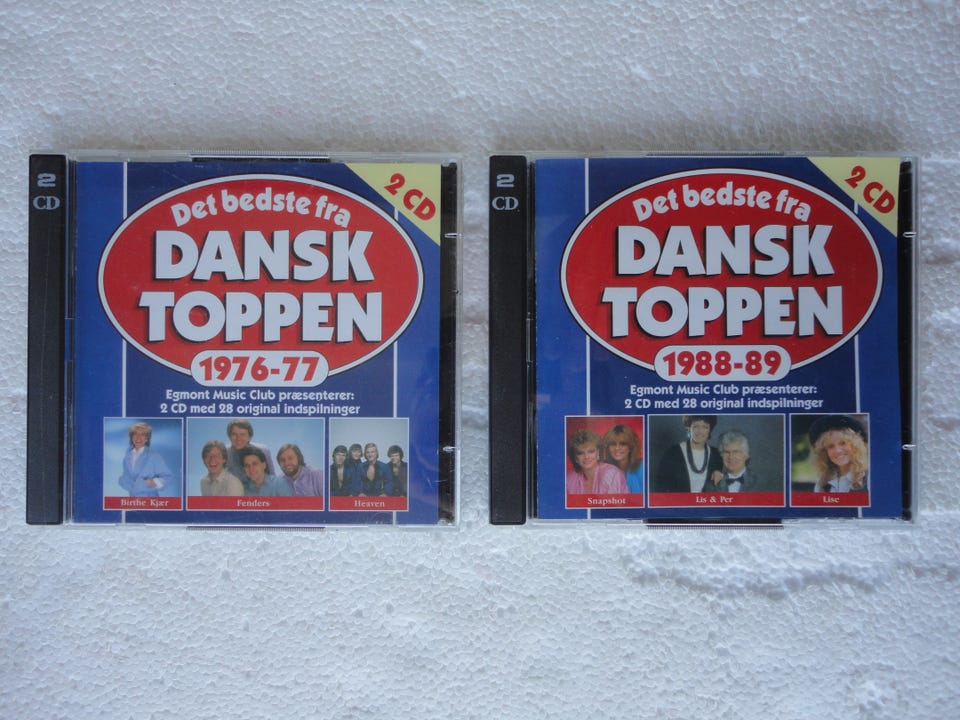 2
CD
2 CD
Det bedste fra
DANSK
TOPPEN
1976-77
Egmont Music Club præsenterer:
2 CD med 28 original indspilninger
Birthe Kjær
Fenders
Heaven
2
CD
2 CD
Det bedste fra
DANSK
TOPPEN
1988-89
Egmont Music Club præsenterer:
2 CD med 28 original indspilninger
Snapshot
Lis & Per
Lise